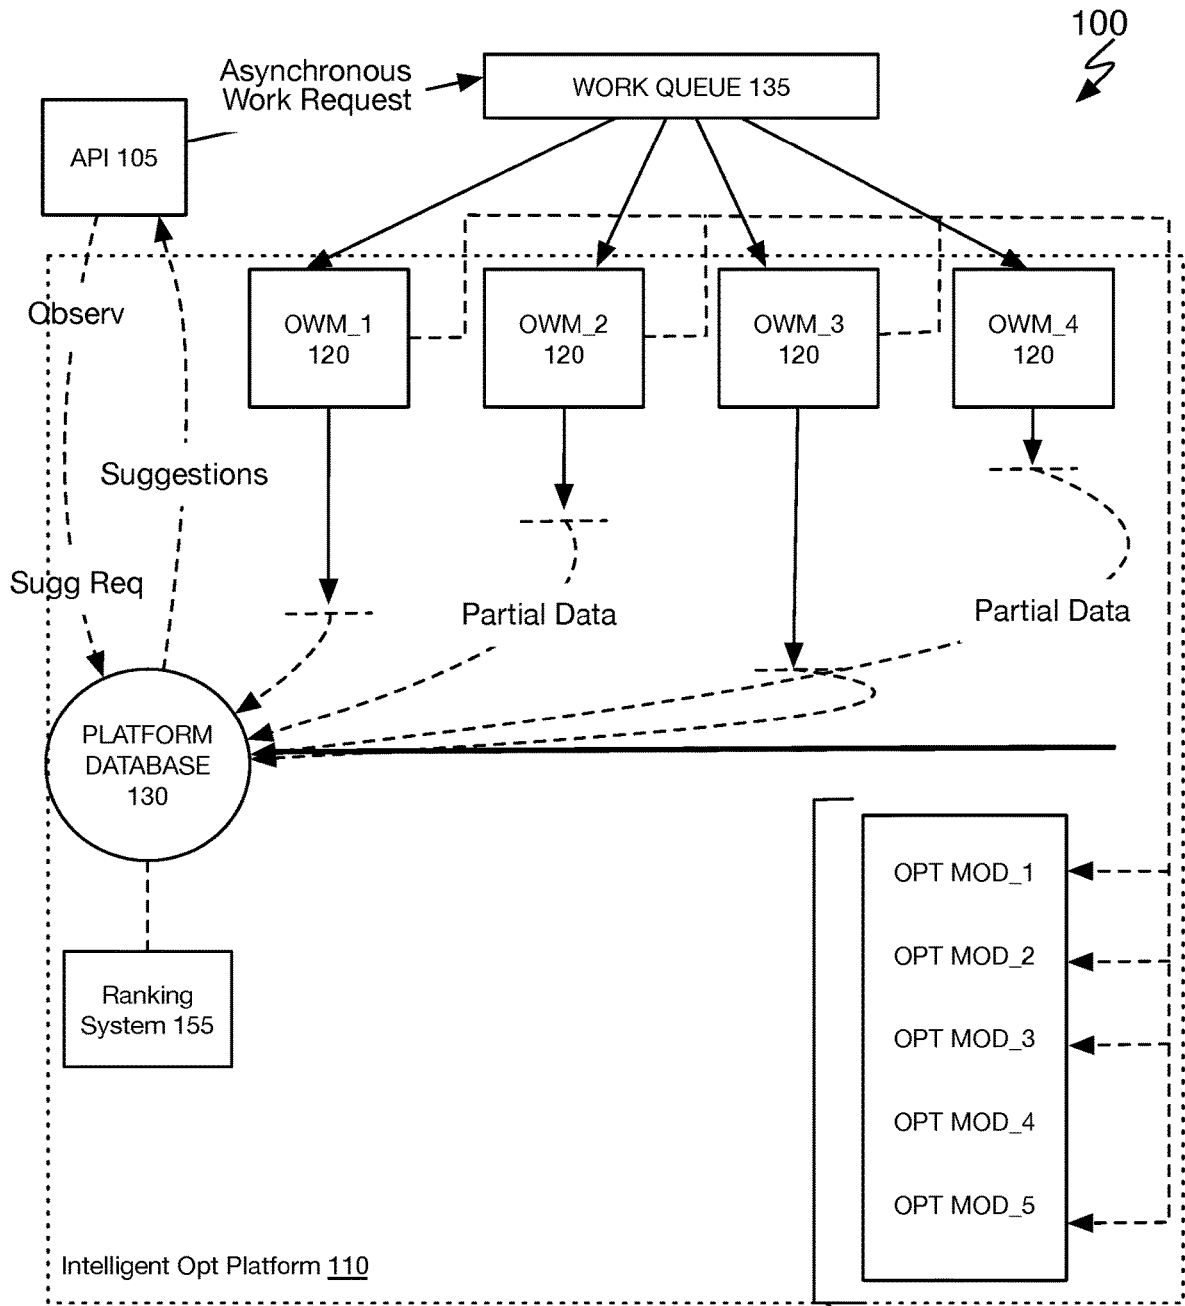 100
Asynchronous
Work Request
WORK QUEUE 135
API 105
Observ
OWM_1
120
OWM_2
120
OWM_3
120
OWM_4
120
Suggestions
Sugg Req
Partial Data
Partial Data
PLATFORM
DATABASE
130
OPT MOD_1
OPT MOD_2
OPT MOD_3
OPT MOD_4
OPT MOD_5
Ranking
System 155
Intelligent Opt Platform 110